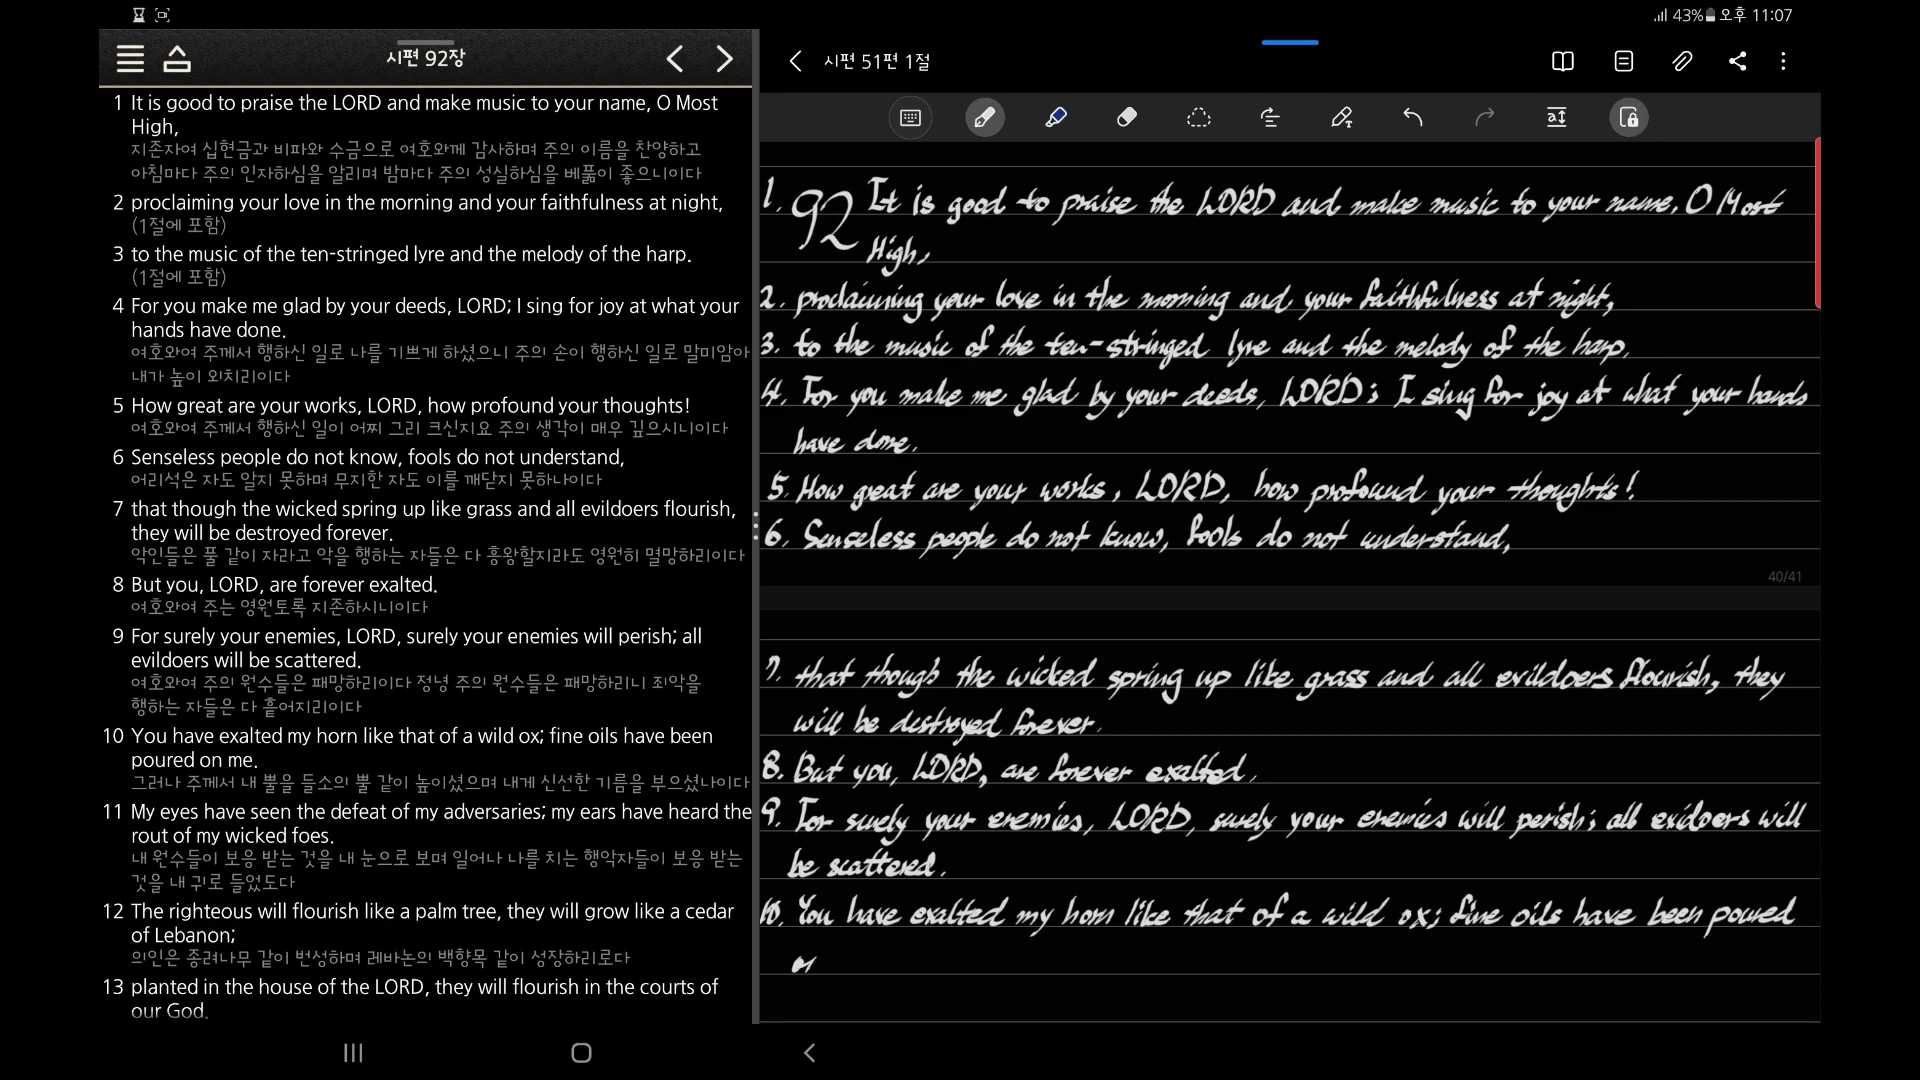 43% 오후 11:07
시편 92장
1 It is good to praise the LORD and make music to your name, O Most
High,
지존자여 십현금과 비파와 수금으로 여호와께 감사하며 주의 이름을 찬양하고
아침마다 주의 인자하심을 알리며 밤마다 주의 성실하심을 베풂이 좋으니이다
2 proclaiming your love in the morning and your faithfulness at night,
(1절에 포함)
3 to the music of the ten-stringed lyre and the melody of the harp.
(1절에 포함)
4 For you make me glad by your deeds, LORD; I sing for joy at what your
hands have done.
여호와여 주께서 행하신 일로 나를 기쁘게 하셨으니 주의 손이 행하신 일로 말미암아
내가 높이 외치리이다
5 How great are your works, LORD, how profound your thoughts!
여호와여 주께서 행하신 일이 어찌 그리 크신지요 주의 생각이 매우 깊으시니이다
6 Senseless people do not know, fools do not understand,
어리석은 자도 알지 못하며 무지한 자도 이를 깨닫지 못하나이다
7 that though the wicked spring up like grass and all evildoers flourish,
they will be destroyed forever.
악인들은 풀 같이 자라고 악을 행하는 자들은 다 흥왕할지라도 영원히 멸망하리이다
8 But you, LORD, are forever exalted.
여호와여 주는 영원토록 지존하시니이다
9 For surely your enemies, LORD, surely your enemies will perish; all
evildoers will be scattered.
여호와여 주의 원수들은 패망하리이다 정녕 주의 원수들은 패망하리니 죄악을
행하는 자들은 다 흩어지리이다
10 You have exalted my horn like that of a wild ox; fine oils have been
poured on me.
그러나 주께서 내 뿔을 들소의 뿔 같이 높이셨으며 내게 신선한 기름을 부으셨나이다
11 My eyes have seen the defeat of my adversaries; my ears have heard the
rout of my wicked foes.
내 원수들이 보응 받는 것을 내 눈으로 보며 일어나 나를 치는 행악자들이 보응 받는
것을 내 귀로 들었도다
12 The righteous will flourish like a palm tree, they will grow like a cedar
of Lebanon;
의인은 종려나무 같이 번성하며 레바논의 백향목 같이 성장하리로다
13 planted in the house of the LORD, they will flourish in the courts of
our God.
시편 51편 1절
1. 92 It is good to praise the LORD and make music to your name, O Most
High,
2. proclaiming your love in the morning and your faithfulness at night,
3. to the music of the ten-stringed lyre and the melody of the harp.
4. For you make me glad by your deeds, LORD; I sing for joy at what your hands
have done.
5. How great are your works, LORD, how profound your thoughts!
6. Senseless people do not know, fools do not understand,
40/41
7. that though the wicked spring up like grass and all evildoers flourish, they
will be destroyed forever.
8. But you, LORD, are forever exalted.
9. For surely your enemies, LORD, surely your enemies will perish; all evidoers will
be scattered.
10. You have exalted my horn like that of a wild ox; fine oils have been poured